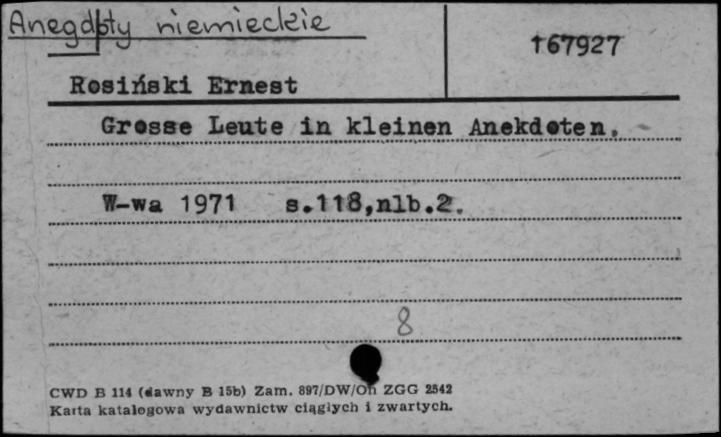 Anegdoty niemieckie
167927
Rosiński Ernest
Grosse Leute in kleinen Anekdoten.
W-wa 1971 s.118,nlb.2.
8
CWD B 114 (dawny B 15b) Zam. 897/DW/Oh ZGG 2542
Karta katalogowa wydawnictw ciągłych i zwartych.